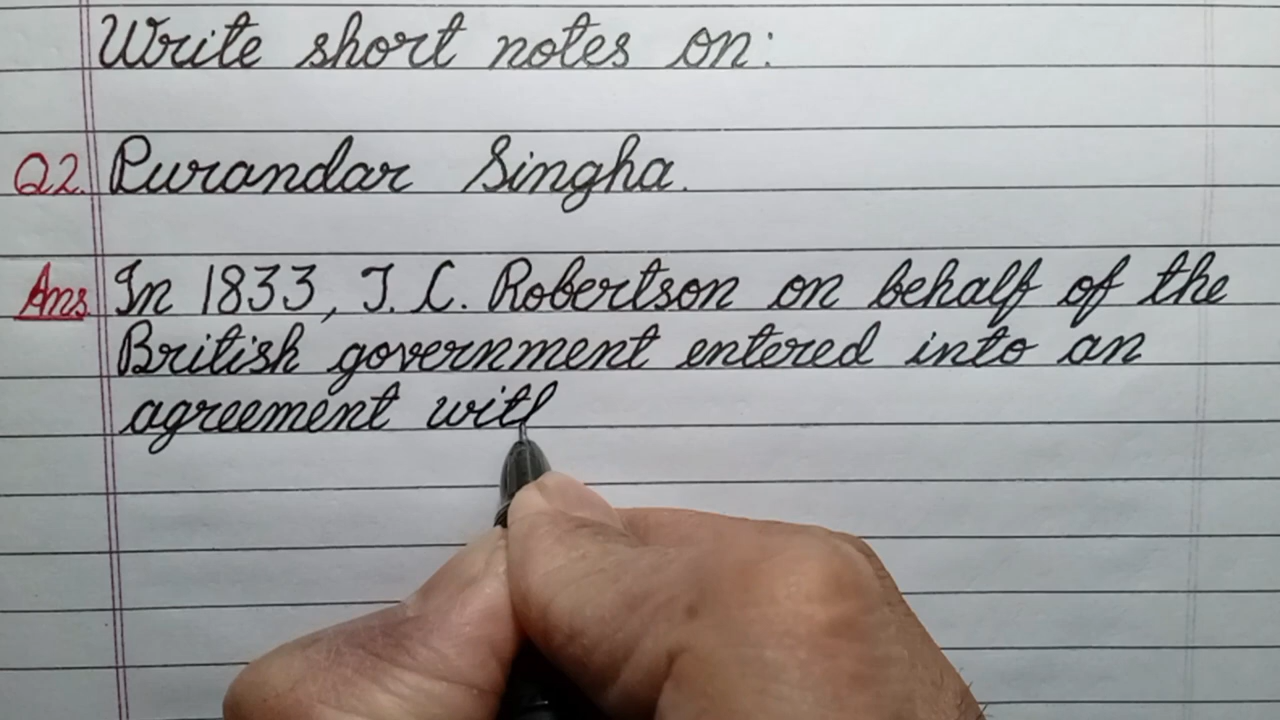 Write short notes on:
Q2. Purandar Singha.
Ans. In 1833, T. C. Robertson on behalf of the
British government entered into an
agreement with